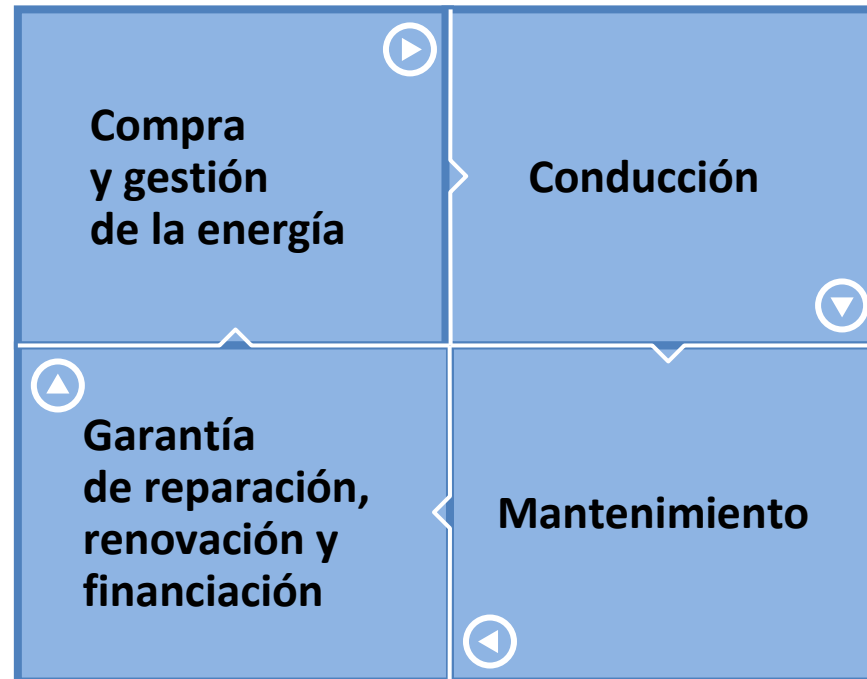 Compra
y gestión
de la energía
Conducción
Garantía
de reparación,
renovación y
financiación
Mantenimiento